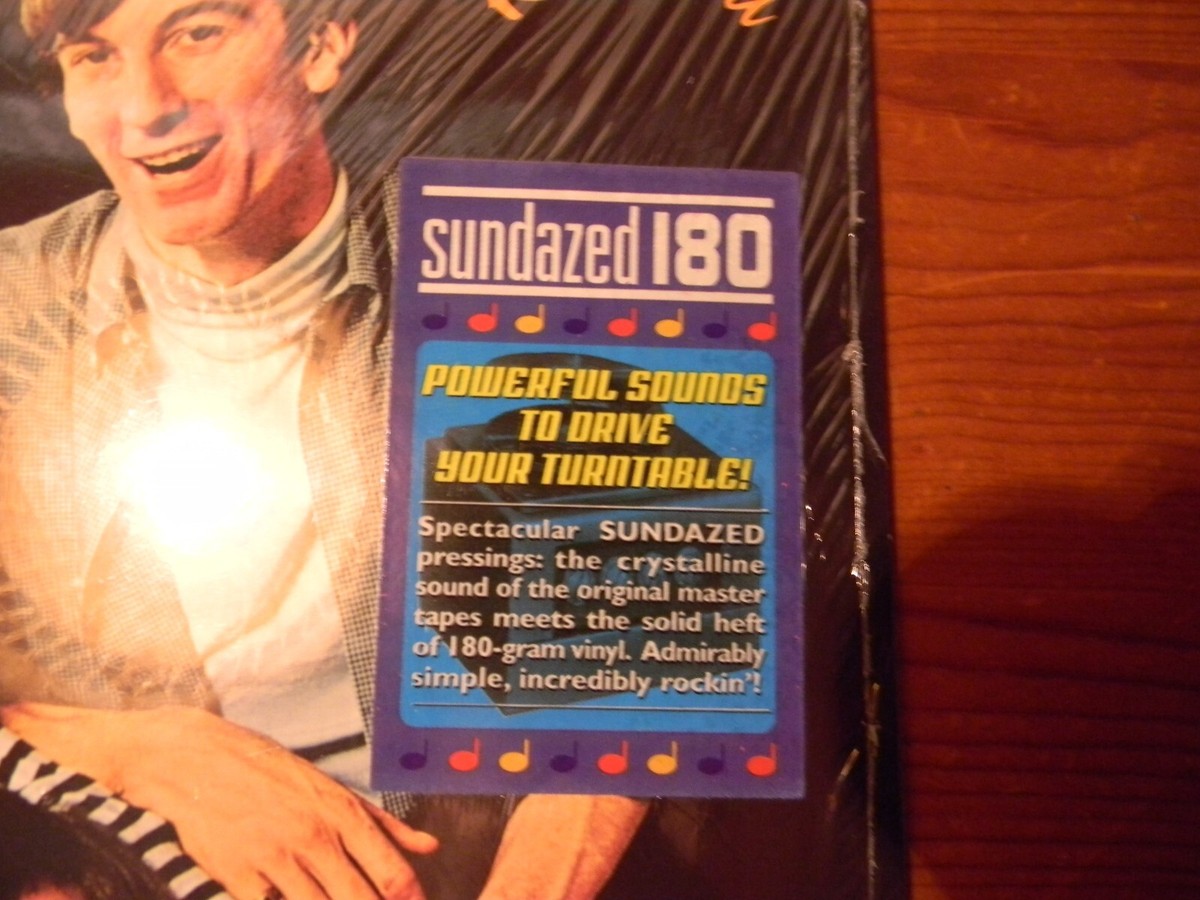 sundazed 180
POWERFUL SOUNDS
TO DRIVE
YOUR TURNTABLE!
Spectacular SUNDAZED
pressings: the crystalline
sound of the original master
tapes meets the solid heft
of 180-gram vinyl. Admirably
simple, incredibly rockin'!